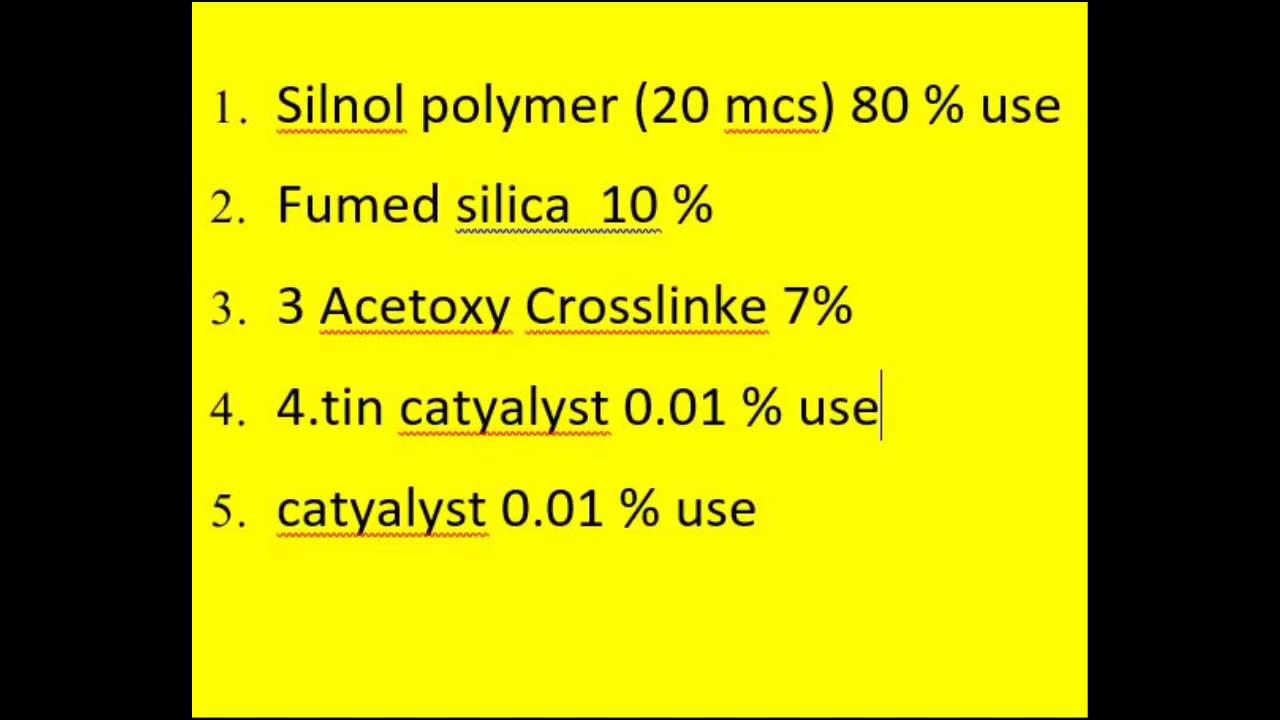 1. Silnol polymer (20 mcs) 80 % use
2. Fumed silica 10 %
3. 3 Acetoxy Crosslinke 7%
4. 4.tin catyalyst 0.01 % use
5. catyalyst 0.01 % use